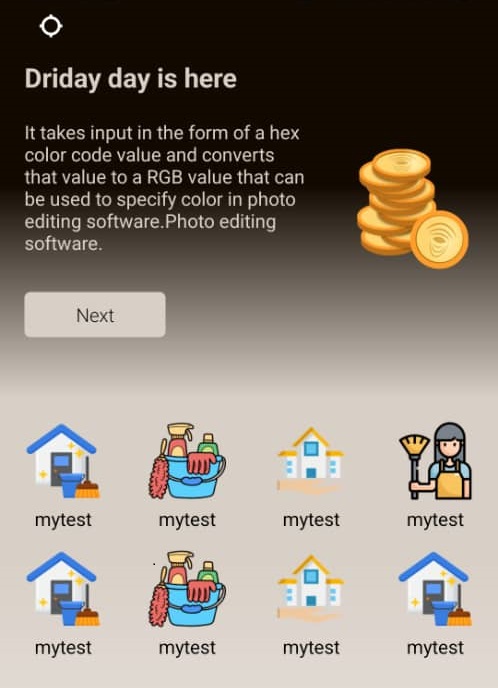 Driday day is here
It takes input in the form of a hex
color code value and converts
that value to a RGB value that can
be used to specify color in photo
editing software.Photo editing
software.
Next
mytest mytest mytest mytest
mytest mytest mytest mytest